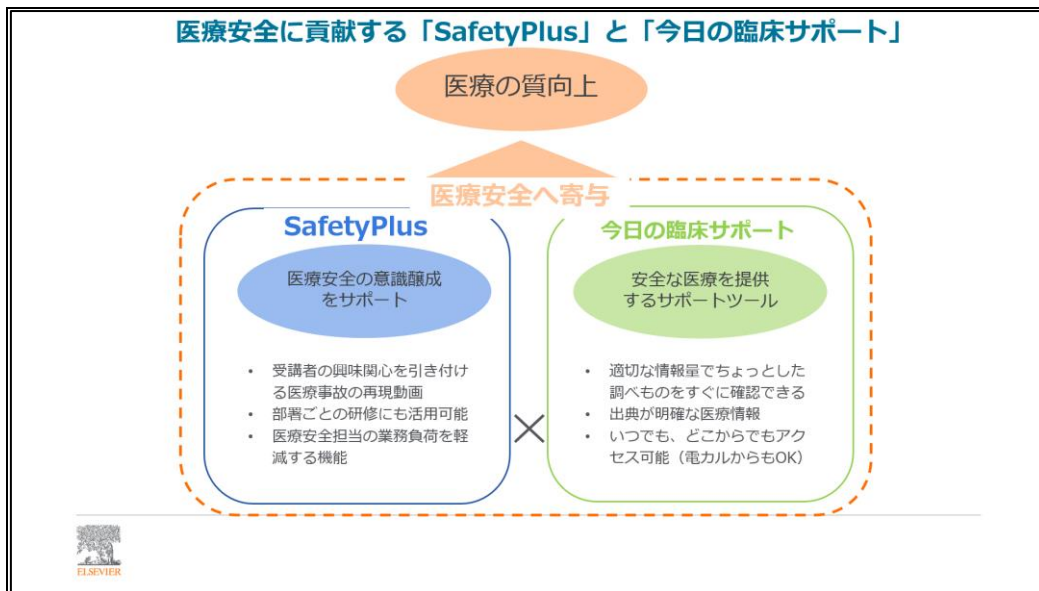 医療安全に貢献する「SafetyPlus」と「今日の臨床サポート」
医療の質向上
医療安全へ寄与
SafetyPlus
医療安全の意識醸成
をサポート
• 受講者の興味関心を引き付け
る医療事故の再現動画
• 部署ごとの研修にも活用可能
• 医療安全担当の業務負荷を軽
減する機能
×
今日の臨床サポート
安全な医療を提供
するサポートツール
• 適切な情報量でちょっとした
調べものをすぐに確認できる
• 出典が明確な医療情報
• いつでも、どこからでもアク
セス可能（電カルからもOK）
ELSEVIER